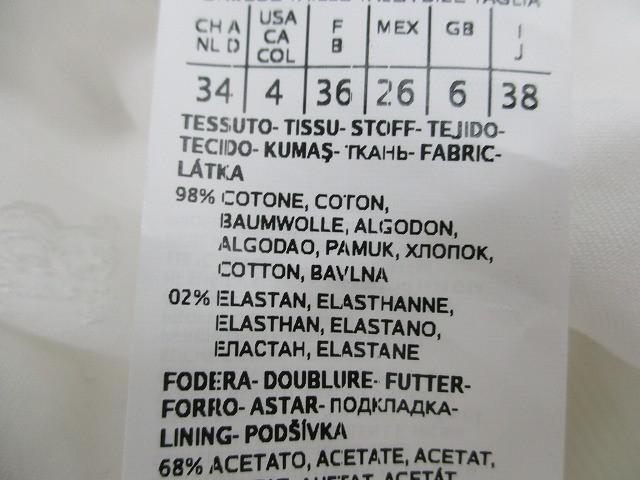 CH A USA F MEX GB I
NL D CA B J
COL
34 4 36 26 6 38
TESSUTO- TISSU- STOFF- TEJIDO-
TECIDO- KUMAŞ- ТКАНЬ- FABRIC-
LÁTKA
98% COTONE, COTON,
BAUMWOLLE, ALGODON,
ALGODAO, PAMUK, ХЛОПОК,
COTTON, BAVLNA
02% ELASTAN, ELASTHANNE,
ELASTHAN, ELASTANO,
ЕЛАСТАН, ELASTANE
FODERA- DOUBLURE- FUTTER-
FORRO- ASTAR- ПОДКЛАДКА-
LINING- PODŠÍVKA
68% ACETATO, ACETATE, ACETAT,